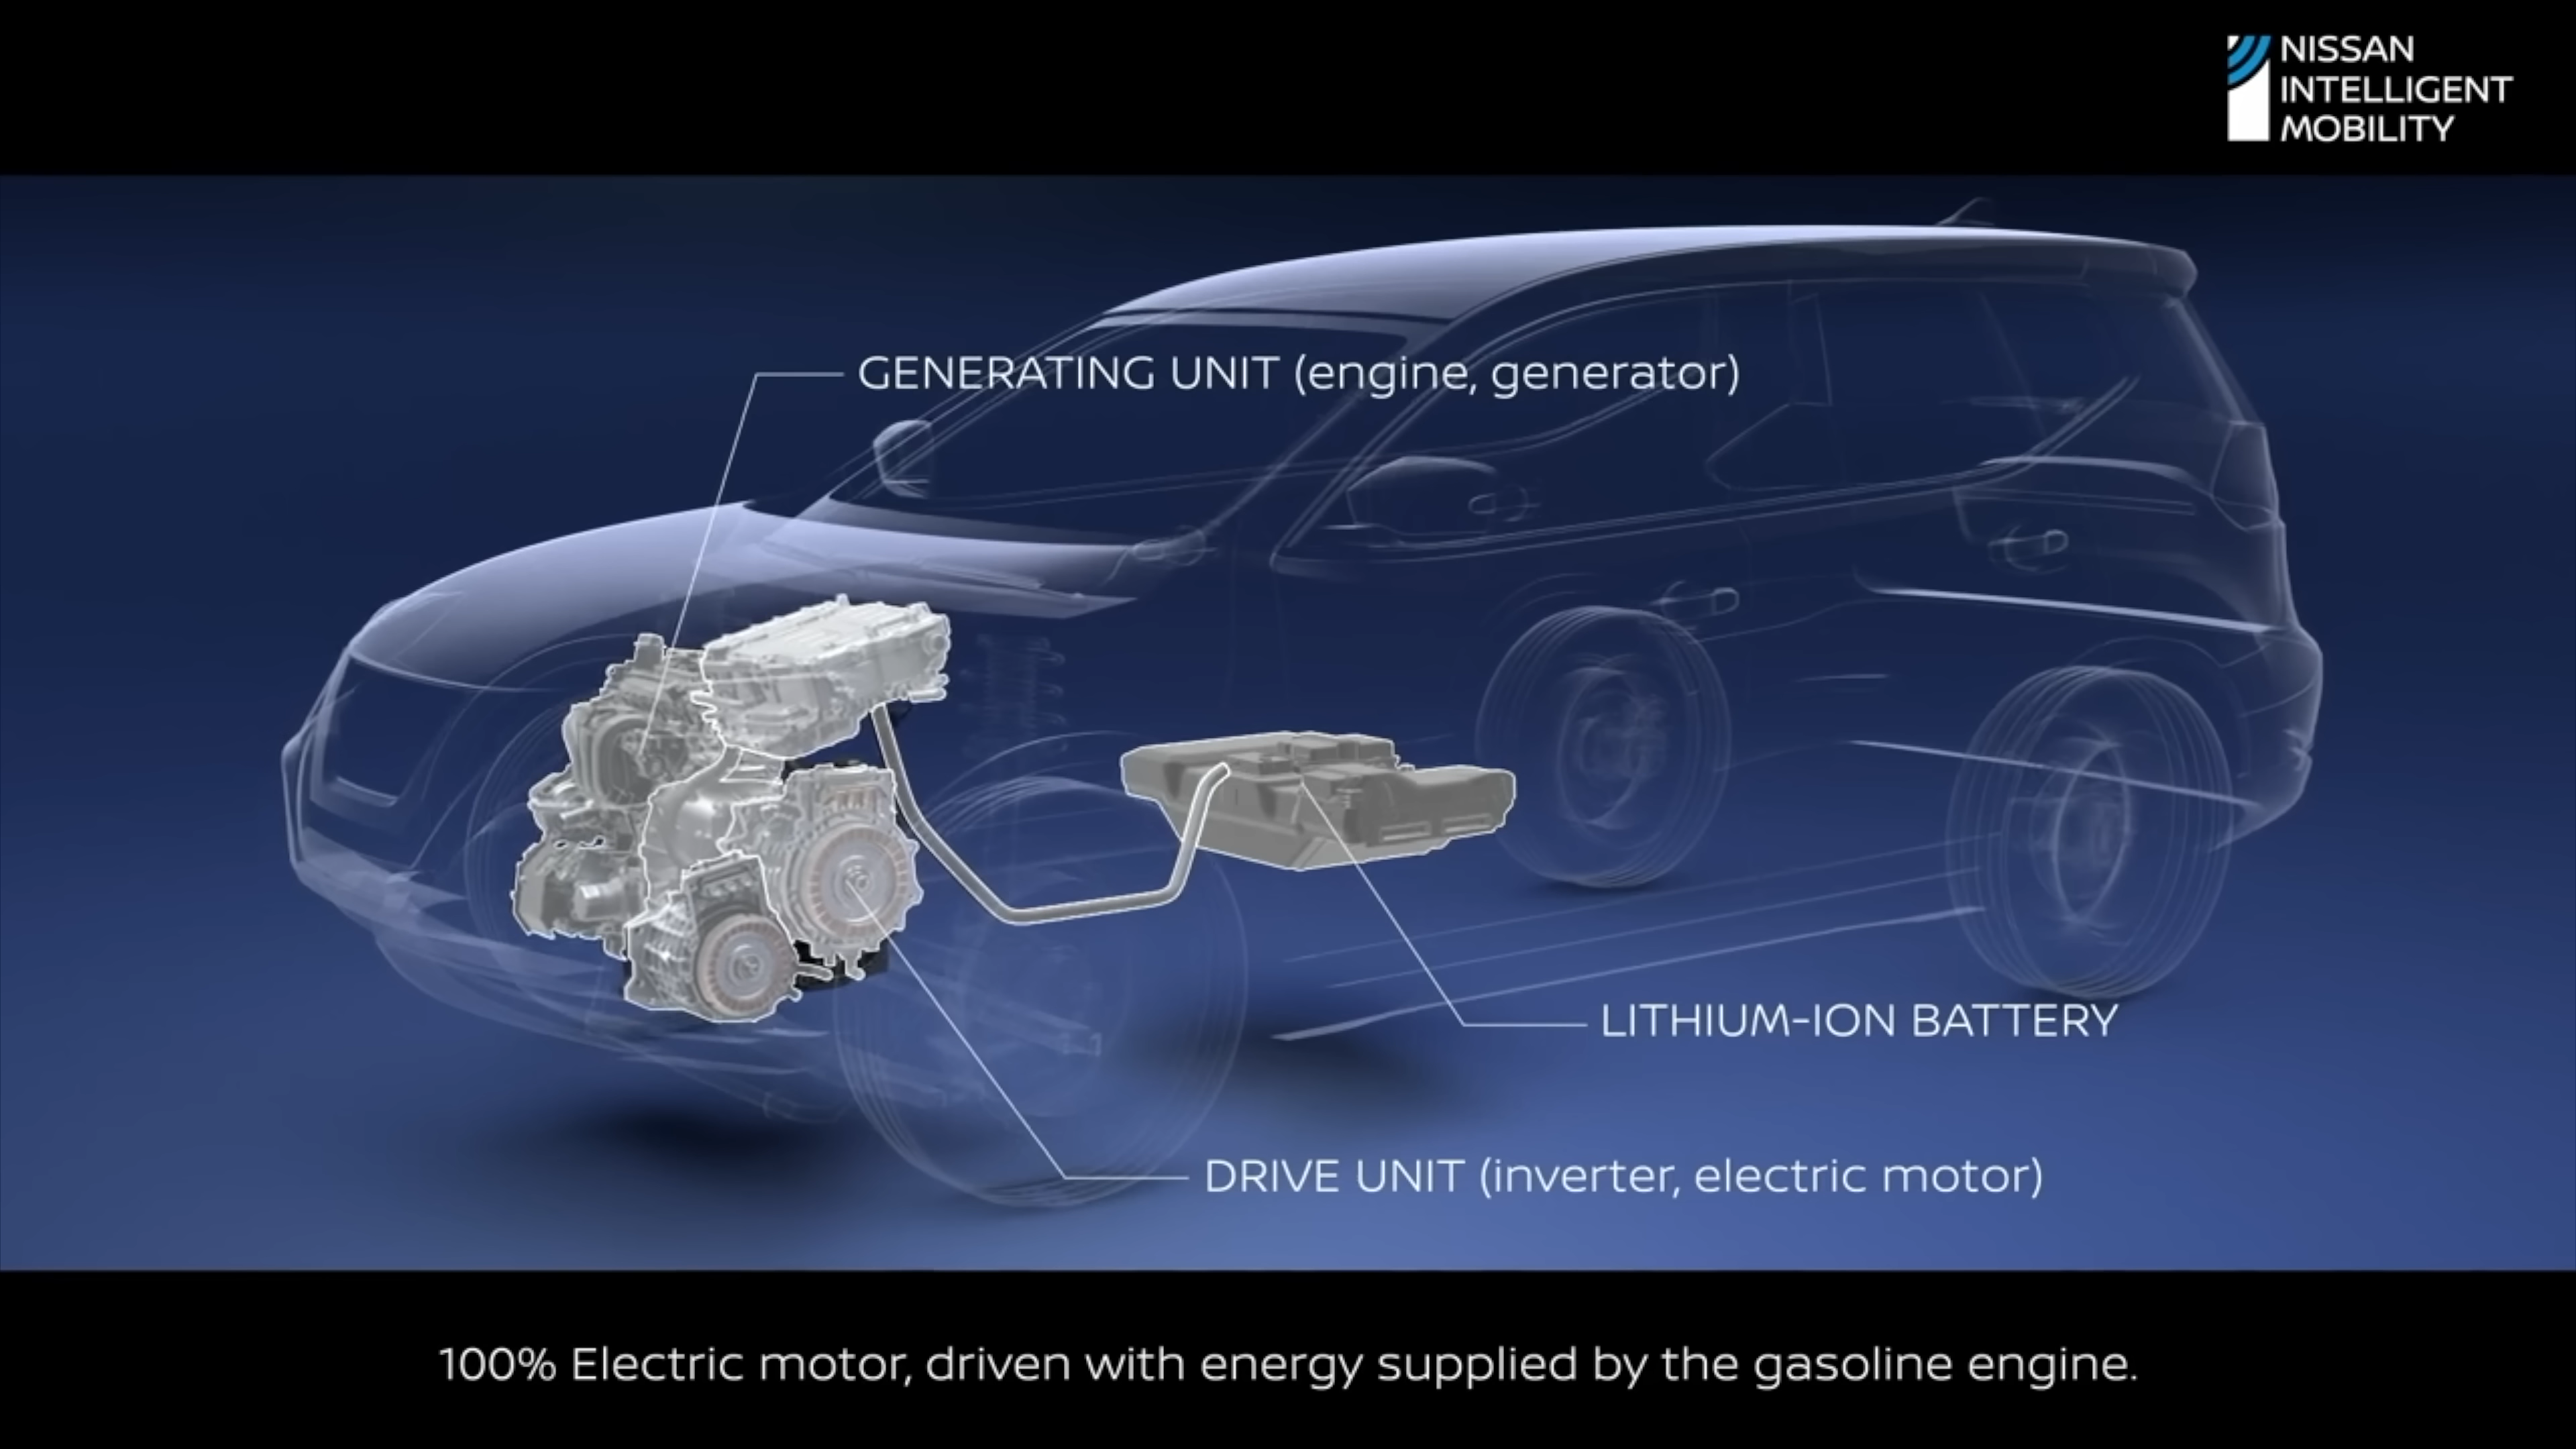 NISSAN
INTELLIGENT
MOBILITY
GENERATING UNIT (engine, generator)
LITHIUM-ION BATTERY
DRIVE UNIT (inverter, electric motor)
100% Electric motor, driven with energy supplied by the gasoline engine.